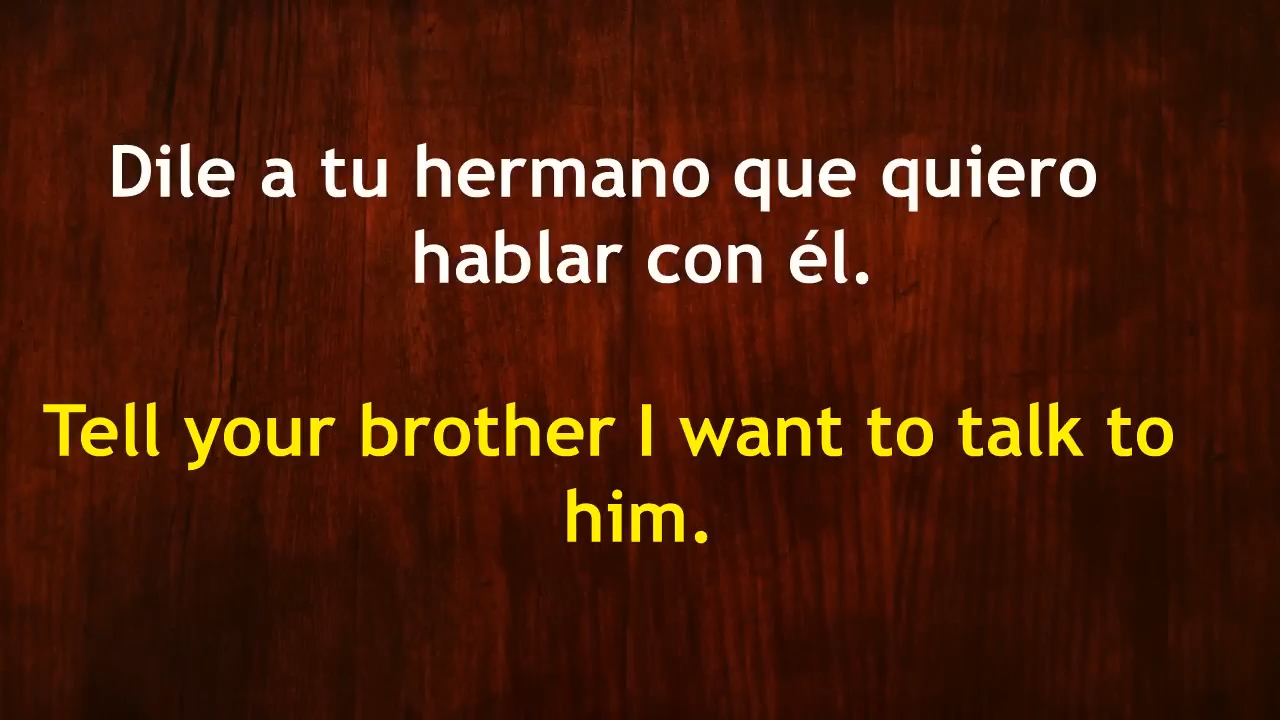 Dile a tu hermano que quiero
hablar con él.
Tell your brother I want to talk to
him.